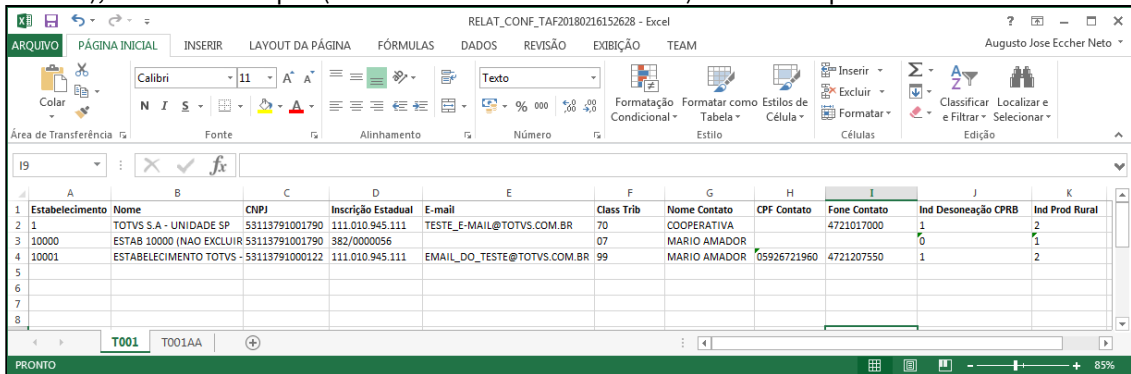 RELAT_CONF_TAF20180216152628 - Excel
ARQUIVO PÁGINA INICIAL INSERIR LAYOUT DA PÁGINA FÓRMULAS DADOS REVISÃO EXIBIÇÃO TEAM Augusto Jose Eccher Neto
Colar
Calibri 11
N I S
Texto
% 000
Formatação Condicional
Formatar como Tabela
Estilos de Célula
Inserir
Excluir
Formatar
Classificar e Filtrar
Localizar e Selecionar
Área de Transferência Fonte Alinhamento Número Estilo Células Edição
I9 fx
A B C D E F G H I J K
1 Estabelecimento Nome CNPJ Inscrição Estadual E-mail Class Trib Nome Contato CPF Contato Fone Contato Ind Desoneação CPRB Ind Prod Rural
2 1 TOTVS S.A - UNIDADE SP 53113791001790 111.010.945.111 TESTE_E-MAIL@TOTVS.COM.BR 70 COOPERATIVA 4721017000 1 2
3 10000 ESTAB 10000 (NAO EXCLUIR 53113791001790 382/0000056 07 MARIO AMADOR 0 1
4 10001 ESTABELECIMENTO TOTVS - 53113791000122 111.010.945.111 EMAIL_DO_TESTE@TOTVS.COM.BR 99 MARIO AMADOR 05926721960 4721207550 1 2
5
6
7
8
T001 T001AA
PRONTO 85%